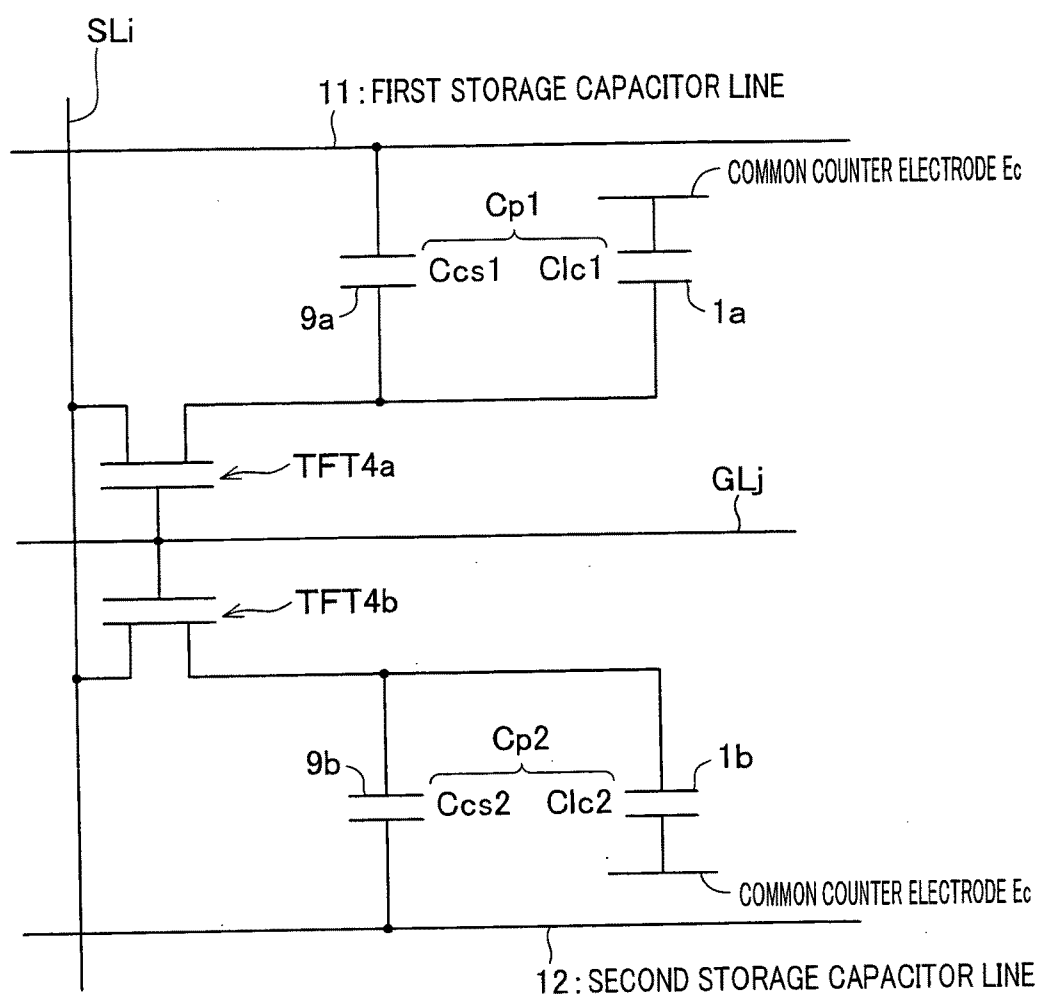 SLi
11 : FIRST STORAGE CAPACITOR LINE
COMMON COUNTER ELECTRODE Ec
Cp1
Ccs1 Clc1
9a
1a
TFT4a
GLj
TFT4b
Cp2
9b
1b
Ccs2 Clc2
COMMON COUNTER ELECTRODE Ec
12 : SECOND STORAGE CAPACITOR LINE